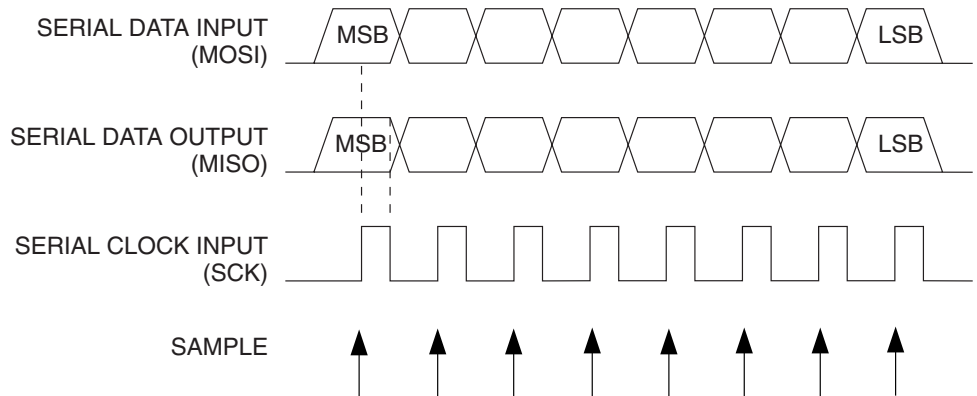 SERIAL DATA INPUT
(MOSI)
MSB
LSB
SERIAL DATA OUTPUT
(MISO)
MSB
LSB
SERIAL CLOCK INPUT
(SCK)
SAMPLE